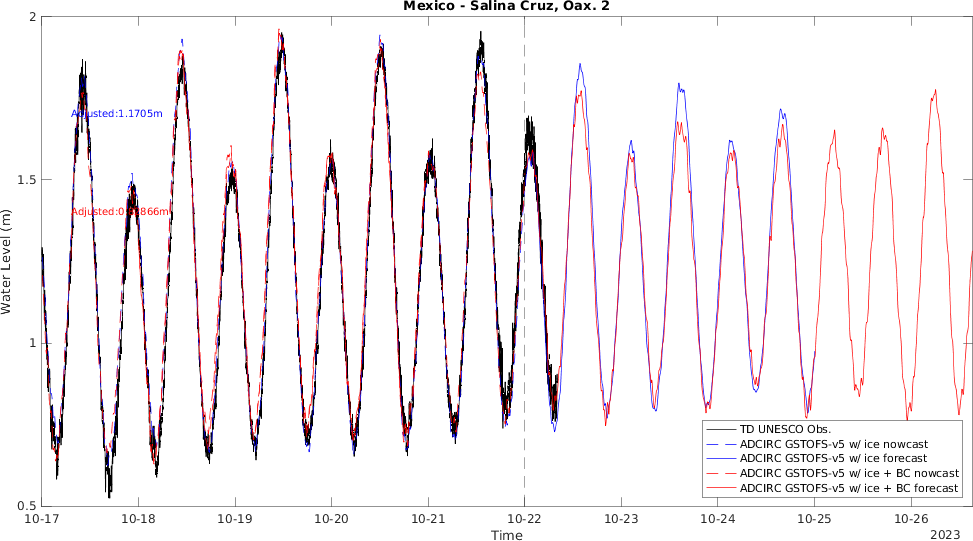 Mexico - Salina Cruz, Oax. 2
2
1.5
1
0.5
Water Level (m)
Adjusted:1.1705m
10-17
10-18
10-19
10-20
10-21
10-22
10-23
10-24
10-25
10-26
Time
2023
TD UNESCO Obs.
ADCIRC GSTOFS-v5 w/ ice nowcast
ADCIRC GSTOFS-v5 w/ ice forecast
ADCIRC GSTOFS-v5 w/ ice + BC nowcast
ADCIRC GSTOFS-v5 w/ ice + BC forecast